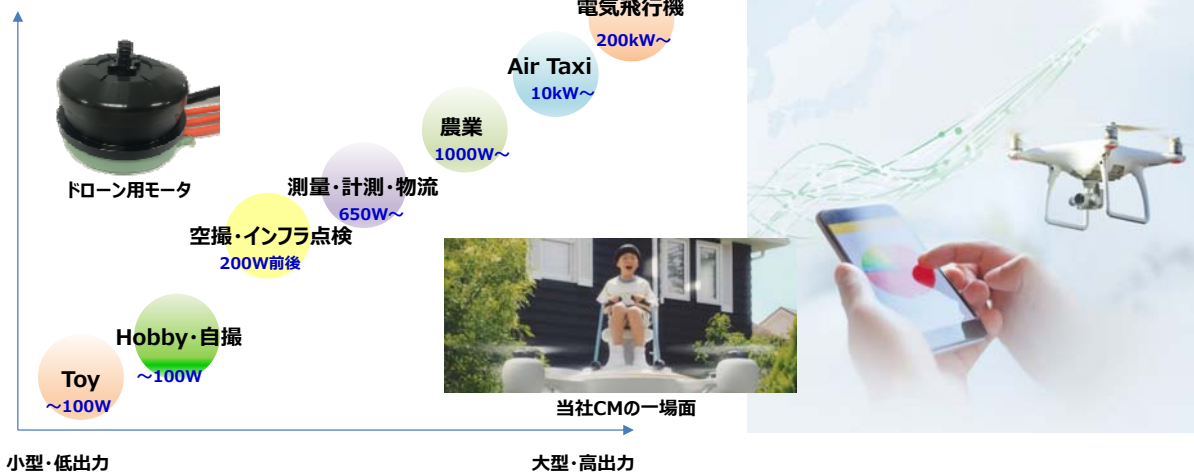 電気飛行機
200kW~
Air Taxi
10kW~
農業
1000W~
測量・計測・物流
650W~
空撮・インフラ点検
200W前後
Hobby・自撮
~100W
Toy
~100W
ドローン用モータ
当社CMの一場面
小型・低出力
大型・高出力